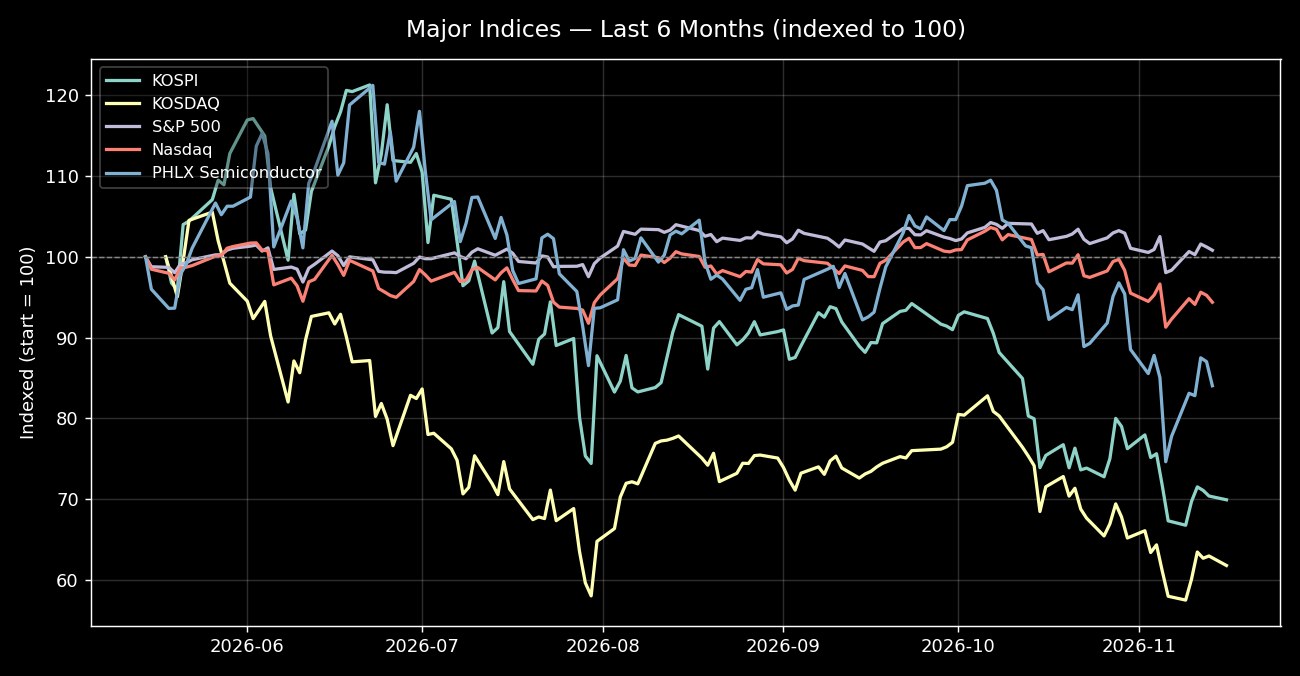 Major Indices — Last 6 Months (indexed to 100)
KOSPI
KOSDAQ
S&P 500
Nasdaq
PHLX Semiconductor
Indexed (start = 100)
120
110
100
90
80
70
60
2026-06
2026-07
2026-08
2026-09
2026-10
2026-11